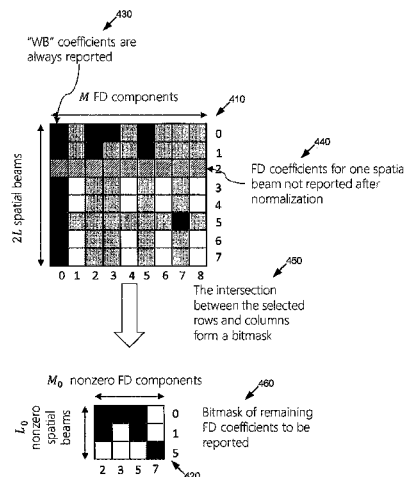 430
"WB" coefficients are
always reported
M FD components
410
2L spatial beams
0
1
2
3
4
5
6
7
440
FD coefficients for one spatial
beam not reported after
normalization
0 1 2 3 4 5 6 7 8
450
The intersection
between the selected
rows and columns
form a bitmask
M₀ nonzero FD components
L₀
nonzero
spatial
beams
0
1
5
2 3 5 7
420
460
Bitmask of remaining
FD coefficients to be
reported